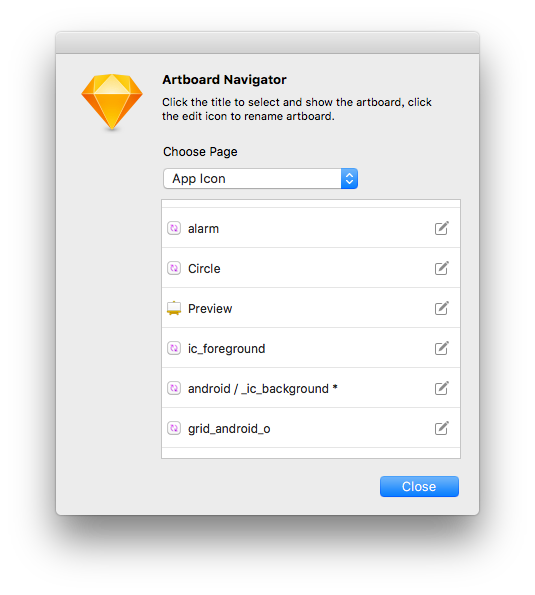 Artboard Navigator
Click the title to select and show the artboard, click
the edit icon to rename artboard.
Choose Page
App Icon
alarm
Circle
Preview
ic_foreground
android / _ic_background *
grid_android_o
Close